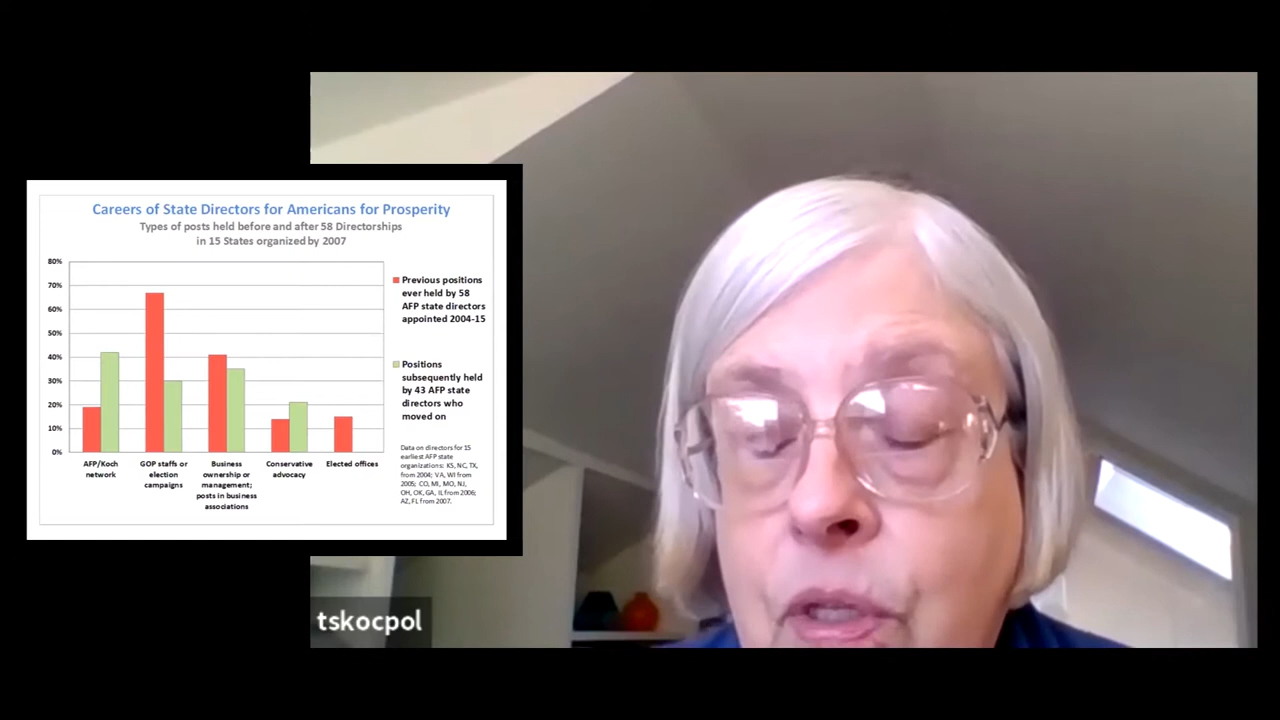 Careers of State Directors for Americans for Prosperity
Types of posts held before and after 58 Directorships
in 15 States organized by 2007
80%
70%
60%
50%
40%
30%
20%
10%
0%
AFP/Koch
network
GOP staffs or
election
campaigns
Business
ownership or
management;
posts in business
associations
Conservative
advocacy
Elected offices
Previous positions
ever held by 58
AFP state directors
appointed 2004-15
Positions
subsequently held
by 43 AFP state
directors who
moved on
Data on directors for 15
earliest AFP state
organizations: KS, NC, TX,
from 2004; VA, WI from
2005; CO, MI, MO, NJ,
OH, OK, GA, IL from 2006;
AZ, FL from 2007.
tskocpol